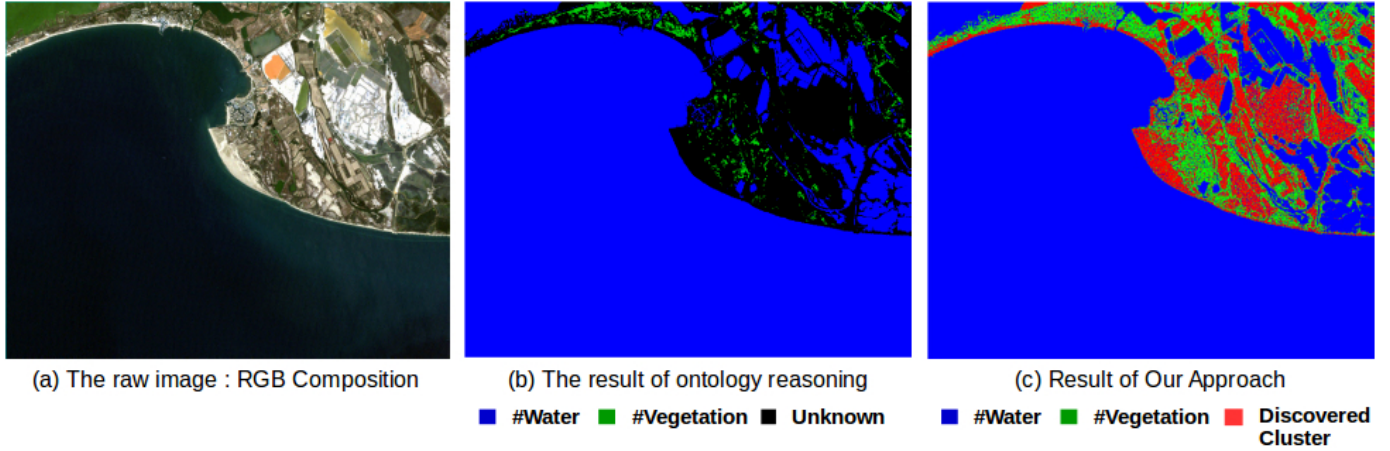 (a) The raw image : RGB Composition
(b) The result of ontology reasoning
(c) Result of Our Approach
#Water #Vegetation Unknown
#Water #Vegetation Discovered
Cluster